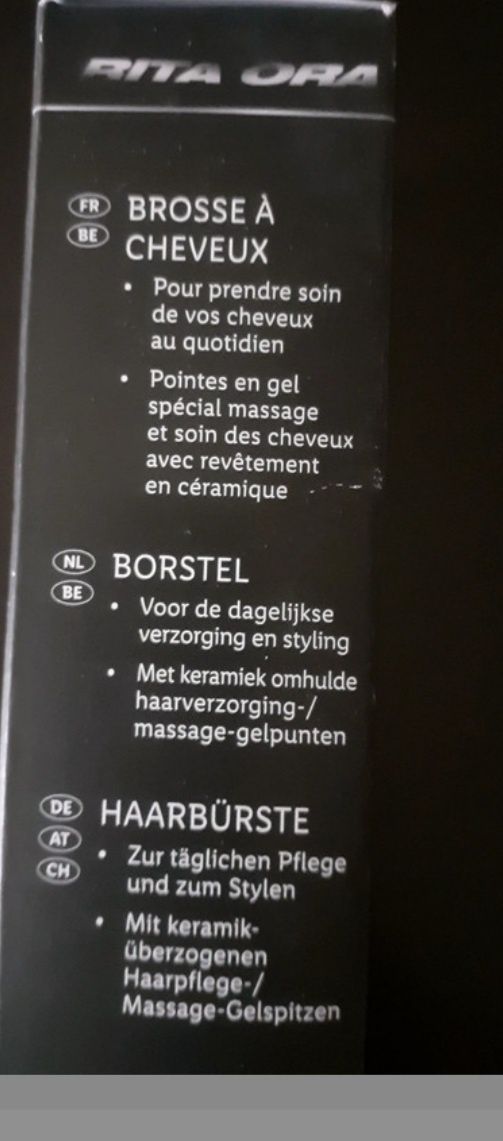 RITA ORA
FR BROSSE À
BE CHEVEUX
• Pour prendre soin
de vos cheveux
au quotidien
• Pointes en gel
spécial massage
et soin des cheveux
avec revêtement
en céramique
NL BORSTEL
BE
• Voor de dagelijkse
verzorging en styling
• Met keramiek omhulde
haarverzorging-/
massage-gelpunten
DE HAARBÜRSTE
AT
CH
• Zur täglichen Pflege
und zum Stylen
• Mit keramik-
überzogenen
Haarpflege-/
Massage-Gelspitzen